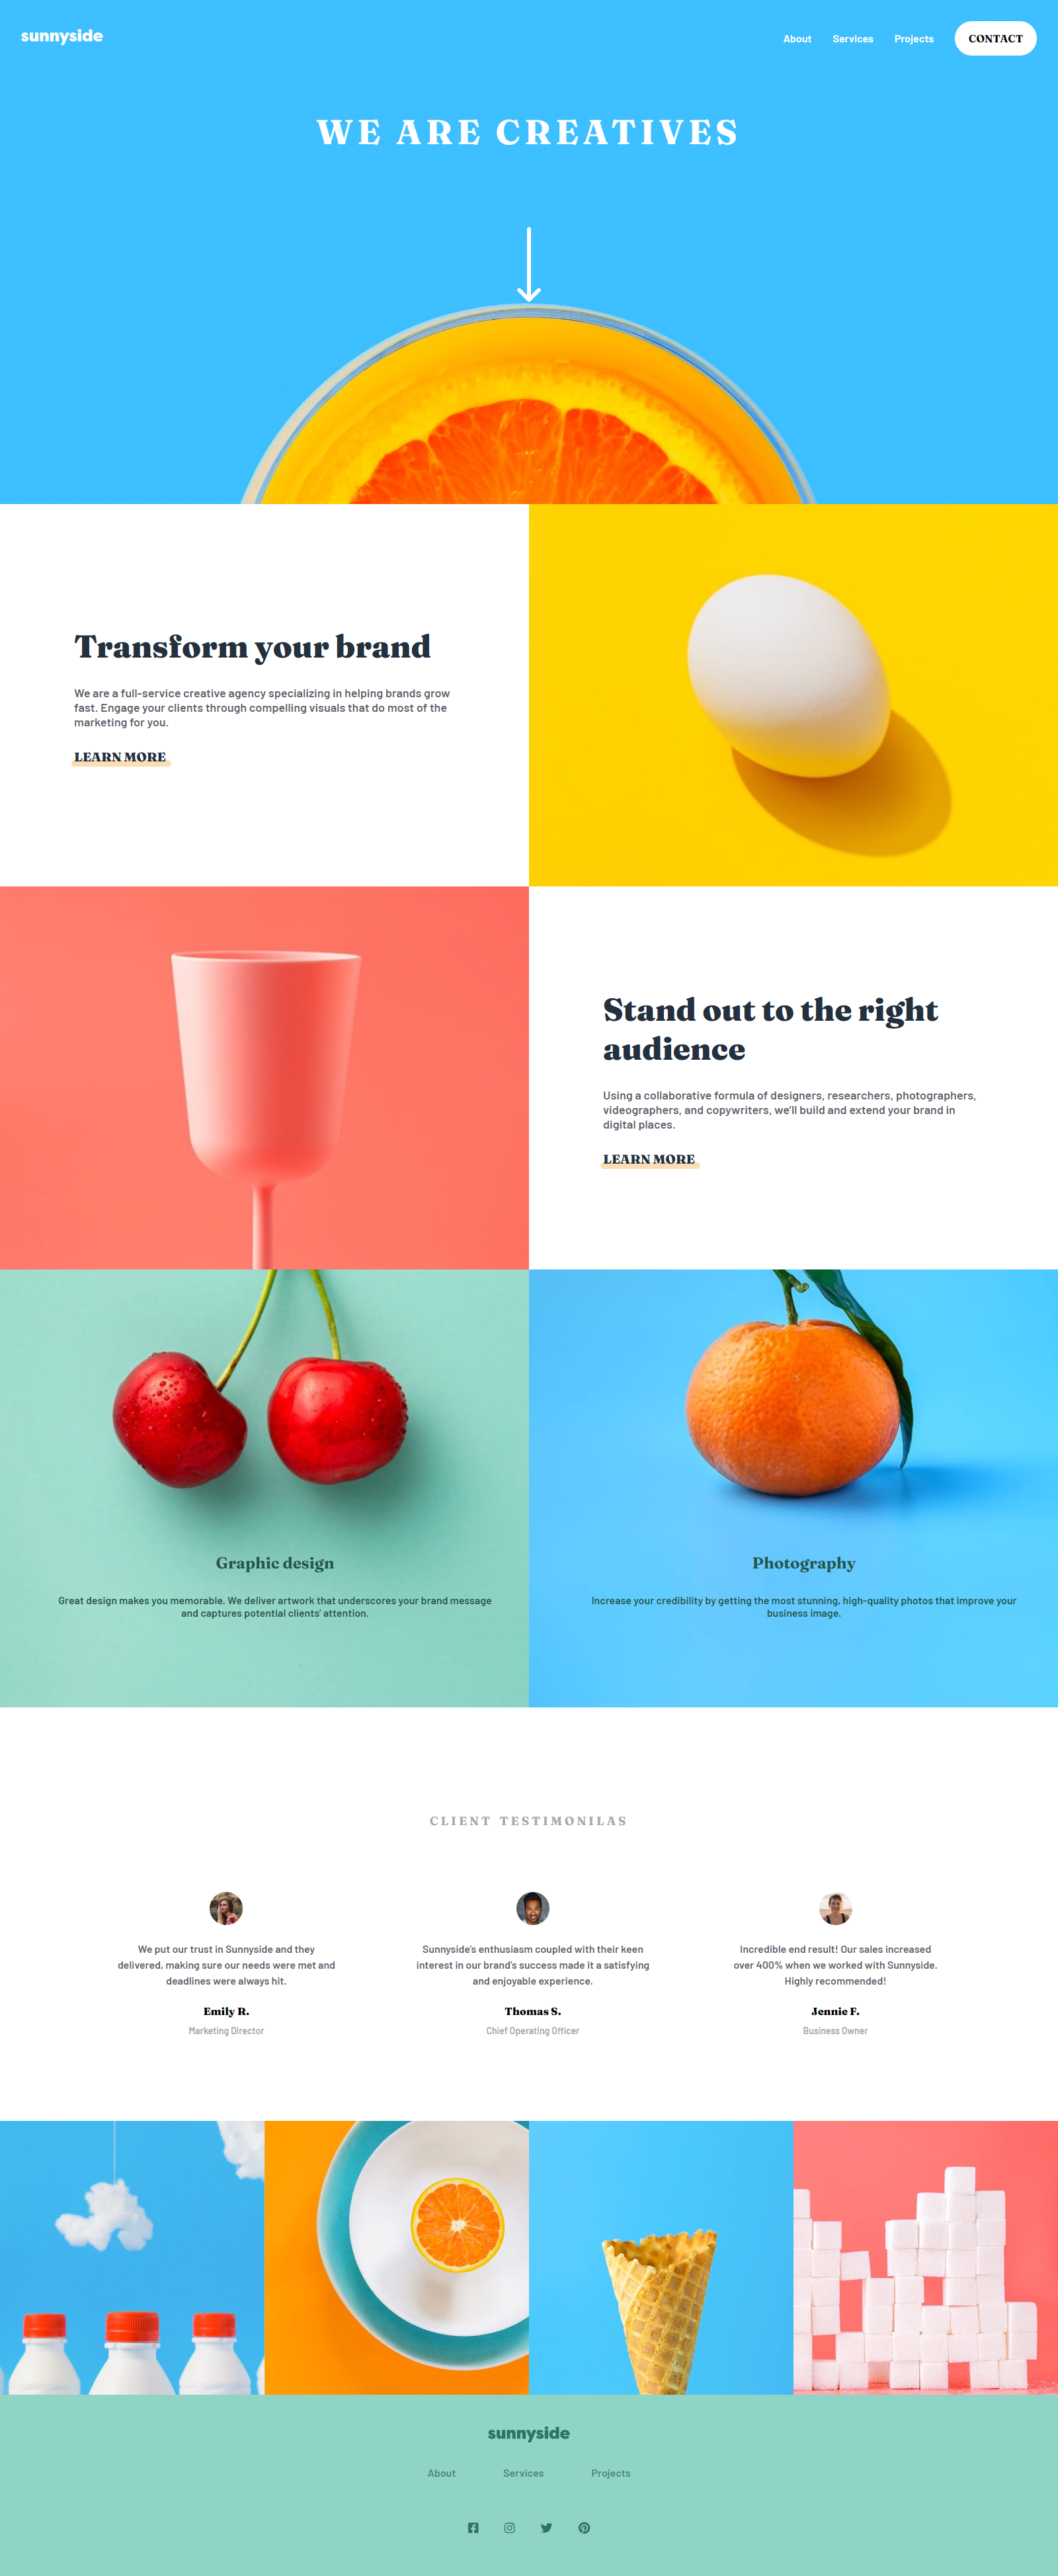 sunnyside
About Services Projects CONTACT
WE ARE CREATIVES
Transform your brand
We are a full-service creative agency specializing in helping brands grow
fast. Engage your clients through compelling visuals that do most of the
marketing for you.
LEARN MORE
Stand out to the right
audience
Using a collaborative formula of designers, researchers, photographers,
videographers, and copywriters, we'll build and extend your brand in
digital places.
LEARN MORE
Graphic design
Great design makes you memorable. We deliver artwork that underscores your brand message
and captures potential clients' attention.
Photography
Increase your credibility by getting the most stunning, high-quality photos that improve your
business image.
CLIENT TESTIMONILAS
We put our trust in Sunnyside and they
delivered, making sure our needs were met and
deadlines were always hit.
Emily R.
Marketing Director
Sunnyside's enthusiasm coupled with their keen
interest in our brand's success made it a satisfying
and enjoyable experience.
Thomas S.
Chief Operating Officer
Incredible end result! Our sales increased
over 400% when we worked with Sunnyside.
Highly recommended!
Jennie F.
Business Owner
sunnyside
About Services Projects